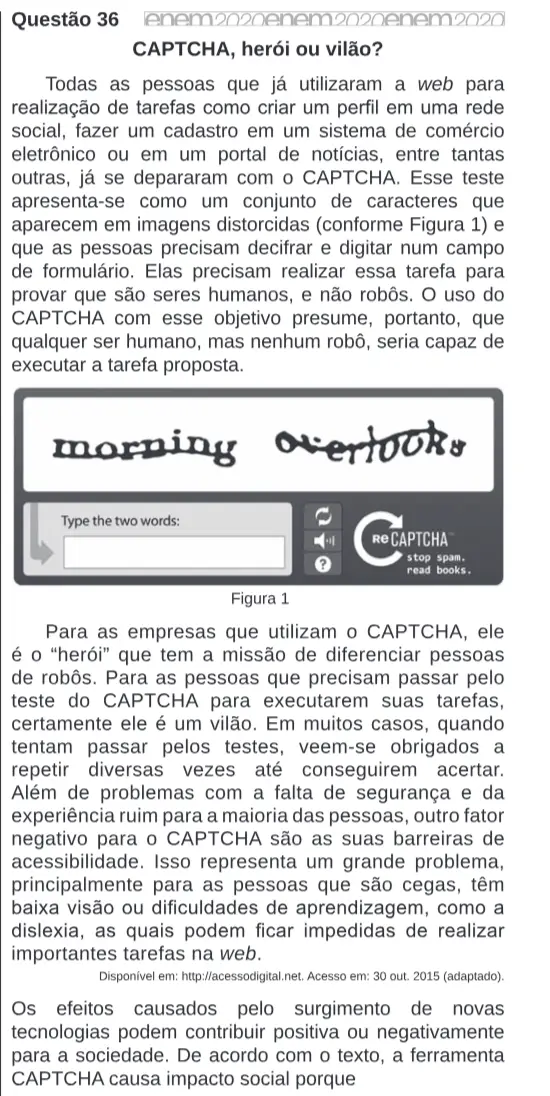 Questão 36 enem2020enem2020enem2020
CAPTCHA, herói ou vilão?
Todas as pessoas que já utilizaram a web para
realização de tarefas como criar um perfil em uma rede
social, fazer um cadastro em um sistema de comércio
eletrônico ou em um portal de notícias, entre tantas
outras, já se depararam com o CAPTCHA. Esse teste
apresenta-se como um conjunto de caracteres que
aparecem em imagens distorcidas (conforme Figura 1) e
que as pessoas precisam decifrar e digitar num campo
de formulário. Elas precisam realizar essa tarefa para
provar que são seres humanos, e não robôs. O uso do
CAPTCHA com esse objetivo presume, portanto, que
qualquer ser humano, mas nenhum robô, seria capaz de
executar a tarefa proposta.
morning overlooks
Type the two words:
?
ReCAPTCHA™
stop spam.
read books.
Figura 1
Para as empresas que utilizam o CAPTCHA, ele
é o “herói” que tem a missão de diferenciar pessoas
de robôs. Para as pessoas que precisam passar pelo
teste do CAPTCHA para executarem suas tarefas,
certamente ele é um vilão. Em muitos casos, quando
tentam passar pelos testes, veem-se obrigados a
repetir diversas vezes até conseguirem acertar.
Além de problemas com a falta de segurança e da
experiência ruim para a maioria das pessoas, outro fator
negativo para o CAPTCHA são as suas barreiras de
acessibilidade. Isso representa um grande problema,
principalmente para as pessoas que são cegas, têm
baixa visão ou dificuldades de aprendizagem, como a
dislexia, as quais podem ficar impedidas de realizar
importantes tarefas na web.
Disponível em: http://acessodigital.net. Acesso em: 30 out. 2015 (adaptado).
Os efeitos causados pelo surgimento de novas
tecnologias podem contribuir positiva ou negativamente
para a sociedade. De acordo com o texto, a ferramenta
CAPTCHA causa impacto social porque